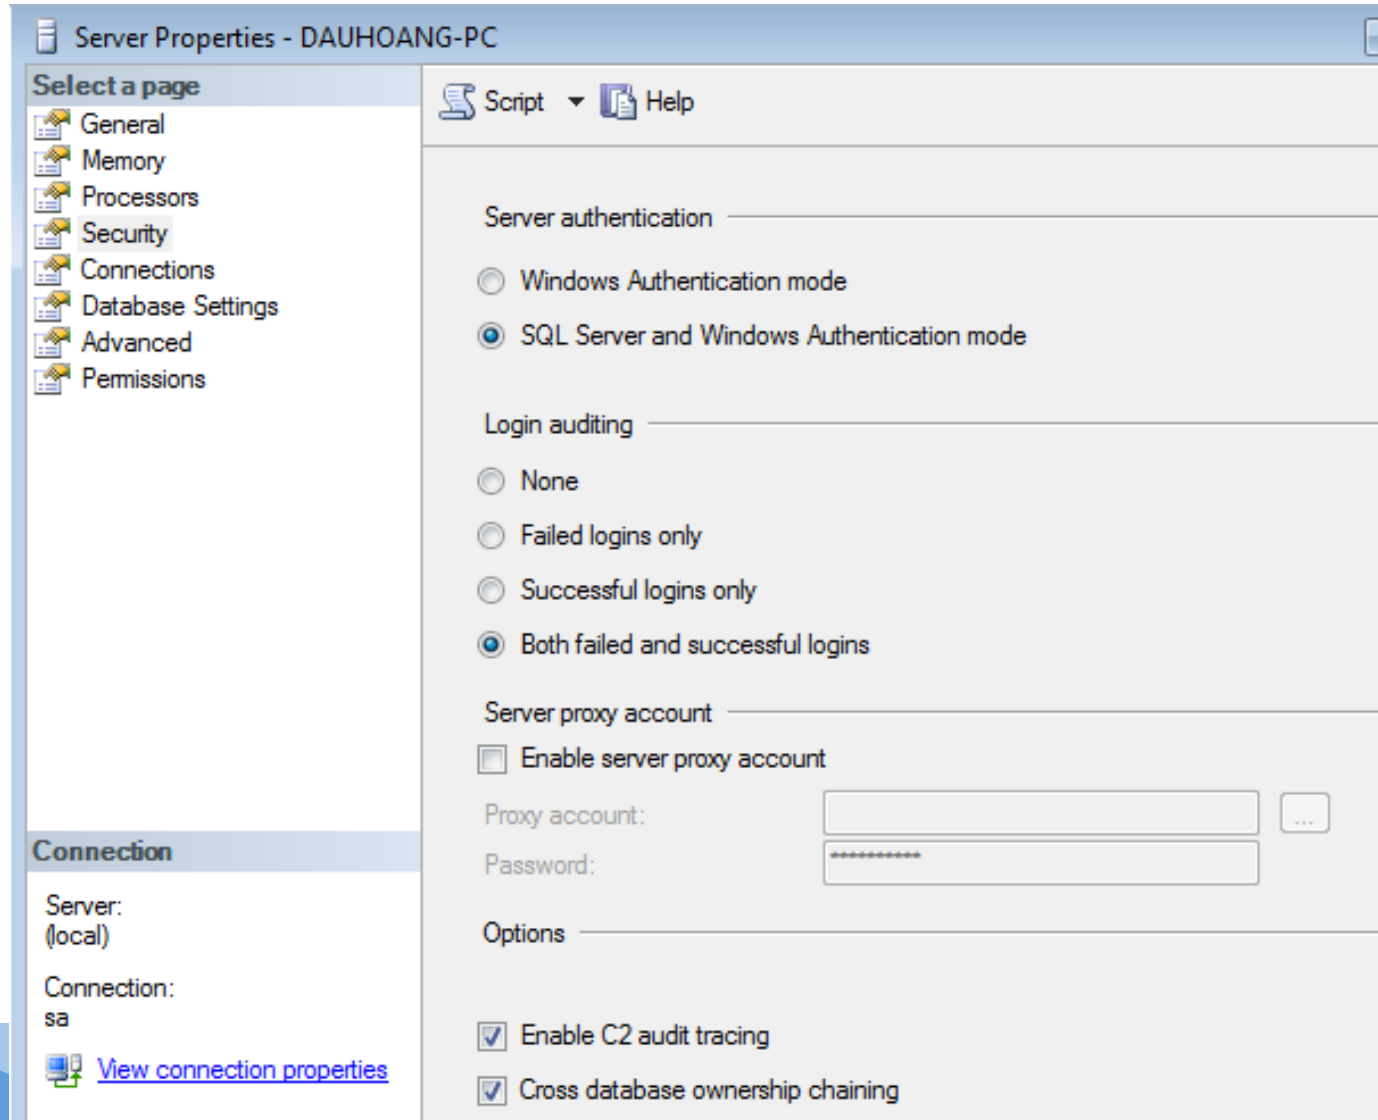 Server Properties - DAUHOANG-PC
Select a page
General
Memory
Processors
Security
Connections
Database Settings
Advanced
Permissions
Connection
Server:
(local)
Connection:
sa
View connection properties
Script Help
Server authentication
Windows Authentication mode
SQL Server and Windows Authentication mode
Login auditing
None
Failed logins only
Successful logins only
Both failed and successful logins
Server proxy account
Enable server proxy account
Proxy account:
...
Password: **********
Options
Enable C2 audit tracing
Cross database ownership chaining